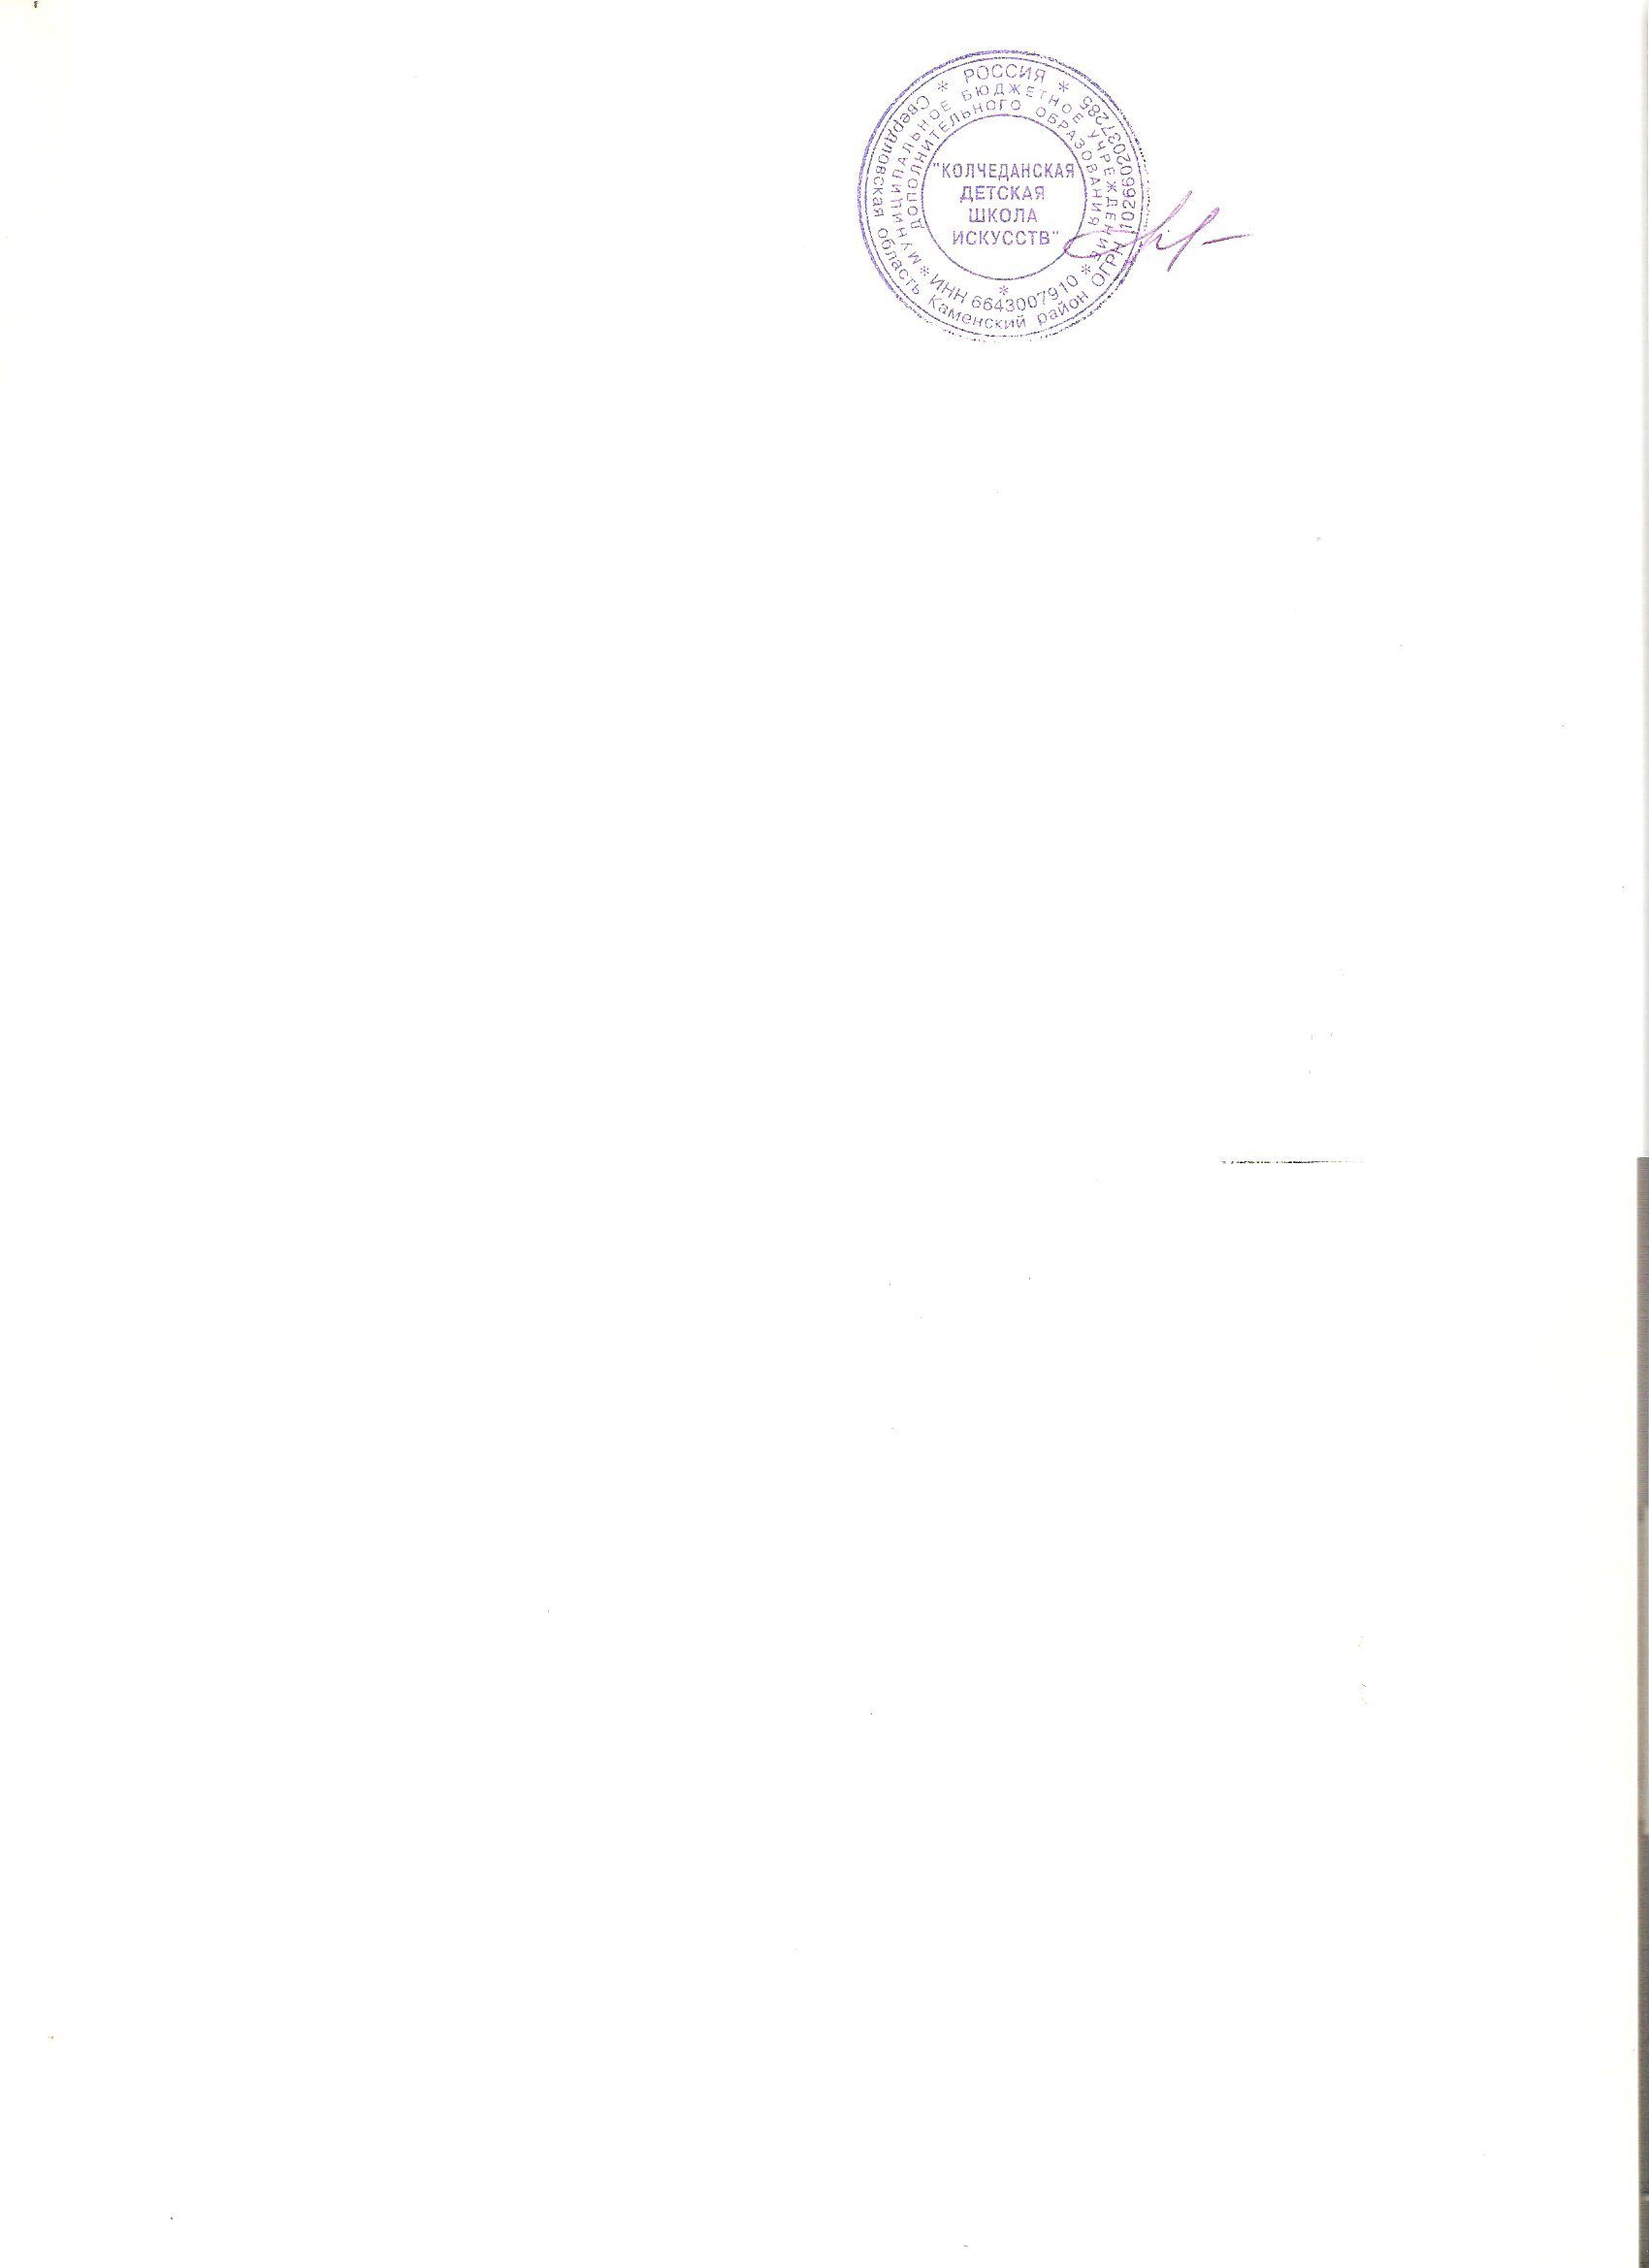 * РОССИЯ *
Свердловская область Каменский район ОГРН 1026602037285
МУНИЦИПАЛЬНОЕ БЮДЖЕТНОЕ УЧРЕЖДЕНИЕ
ДОПОЛНИТЕЛЬНОГО ОБРАЗОВАНИЯ
* ИНН 6643007910 *
"КОЛЧЕДАНСКАЯ
ДЕТСКАЯ
ШКОЛА
ИСКУССТВ"
*